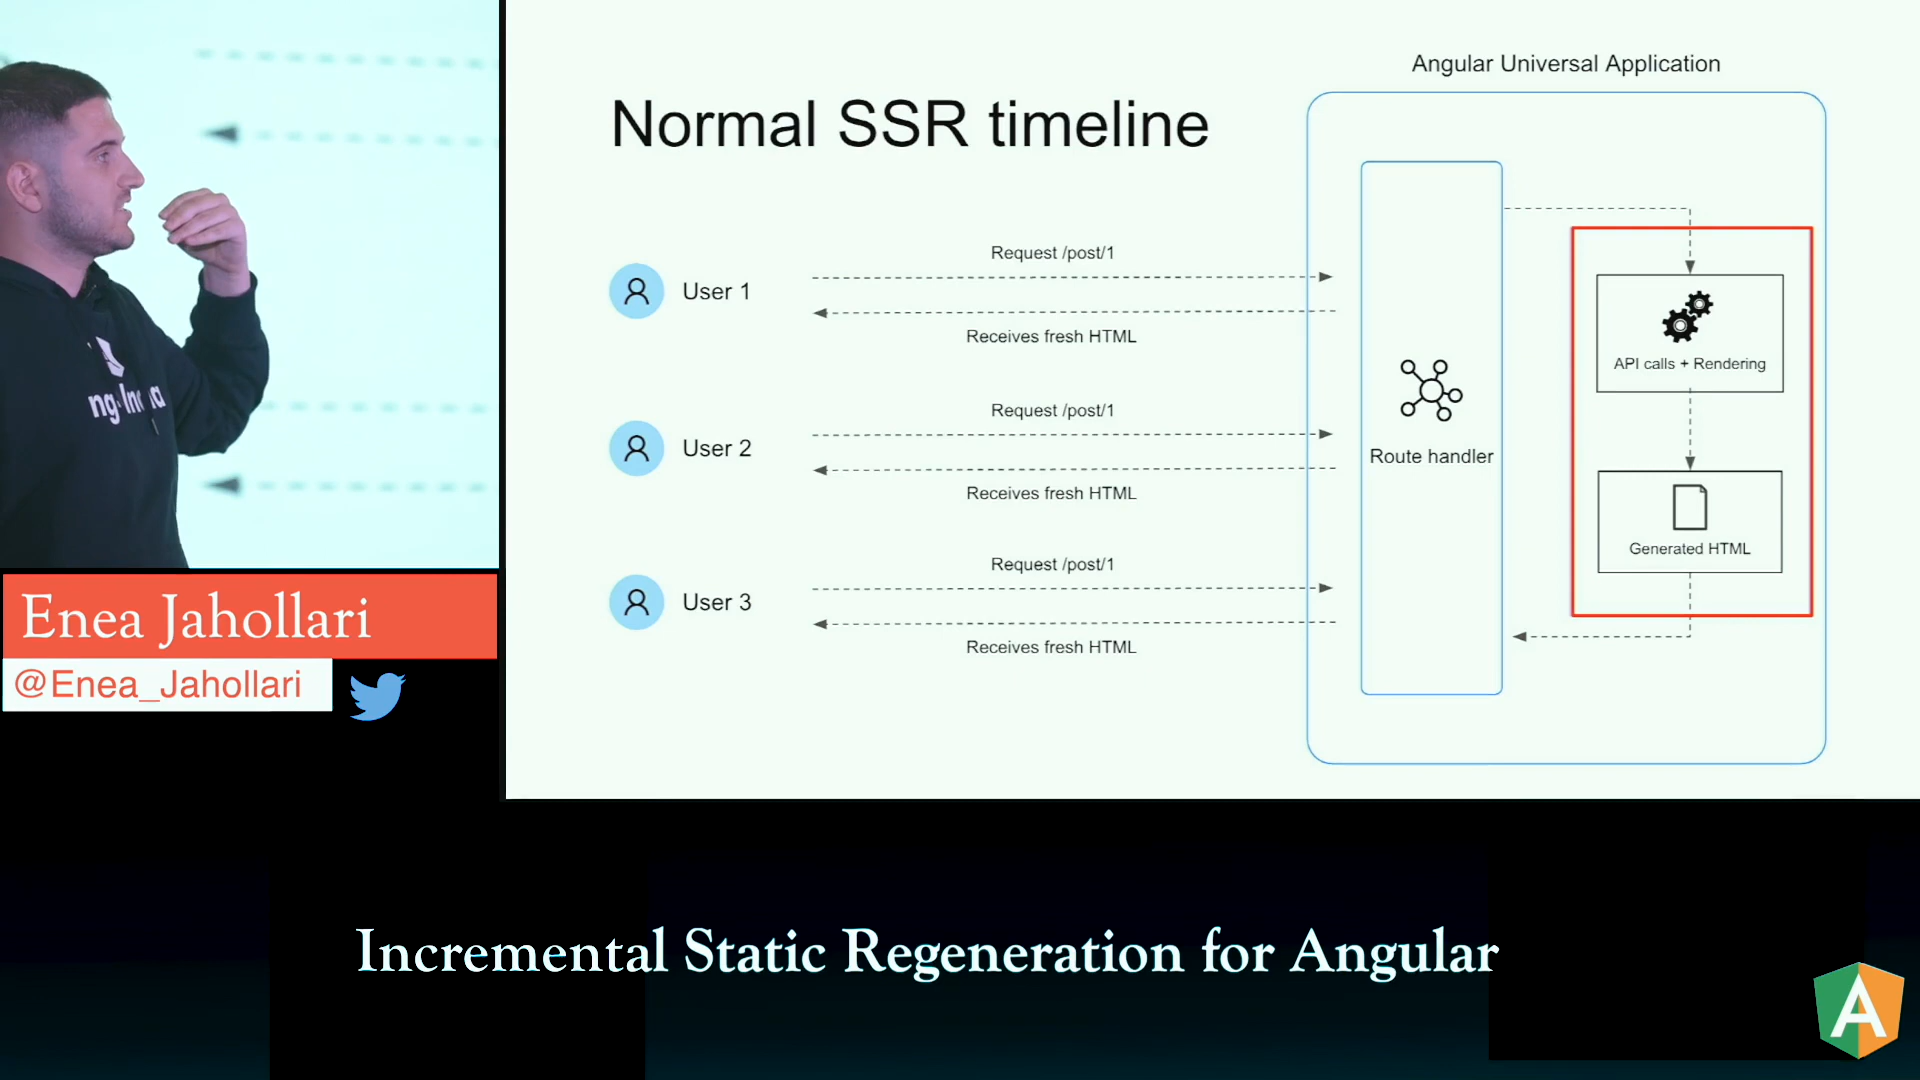 Angular Universal Application
Normal SSR timeline
Request /post/1
User 1
Receives fresh HTML
Request /post/1
User 2
Receives fresh HTML
Request /post/1
User 3
Receives fresh HTML
Route handler
API calls + Rendering
Generated HTML
Enea Jahollari
@Enea_Jahollari
Incremental Static Regeneration for Angular
A